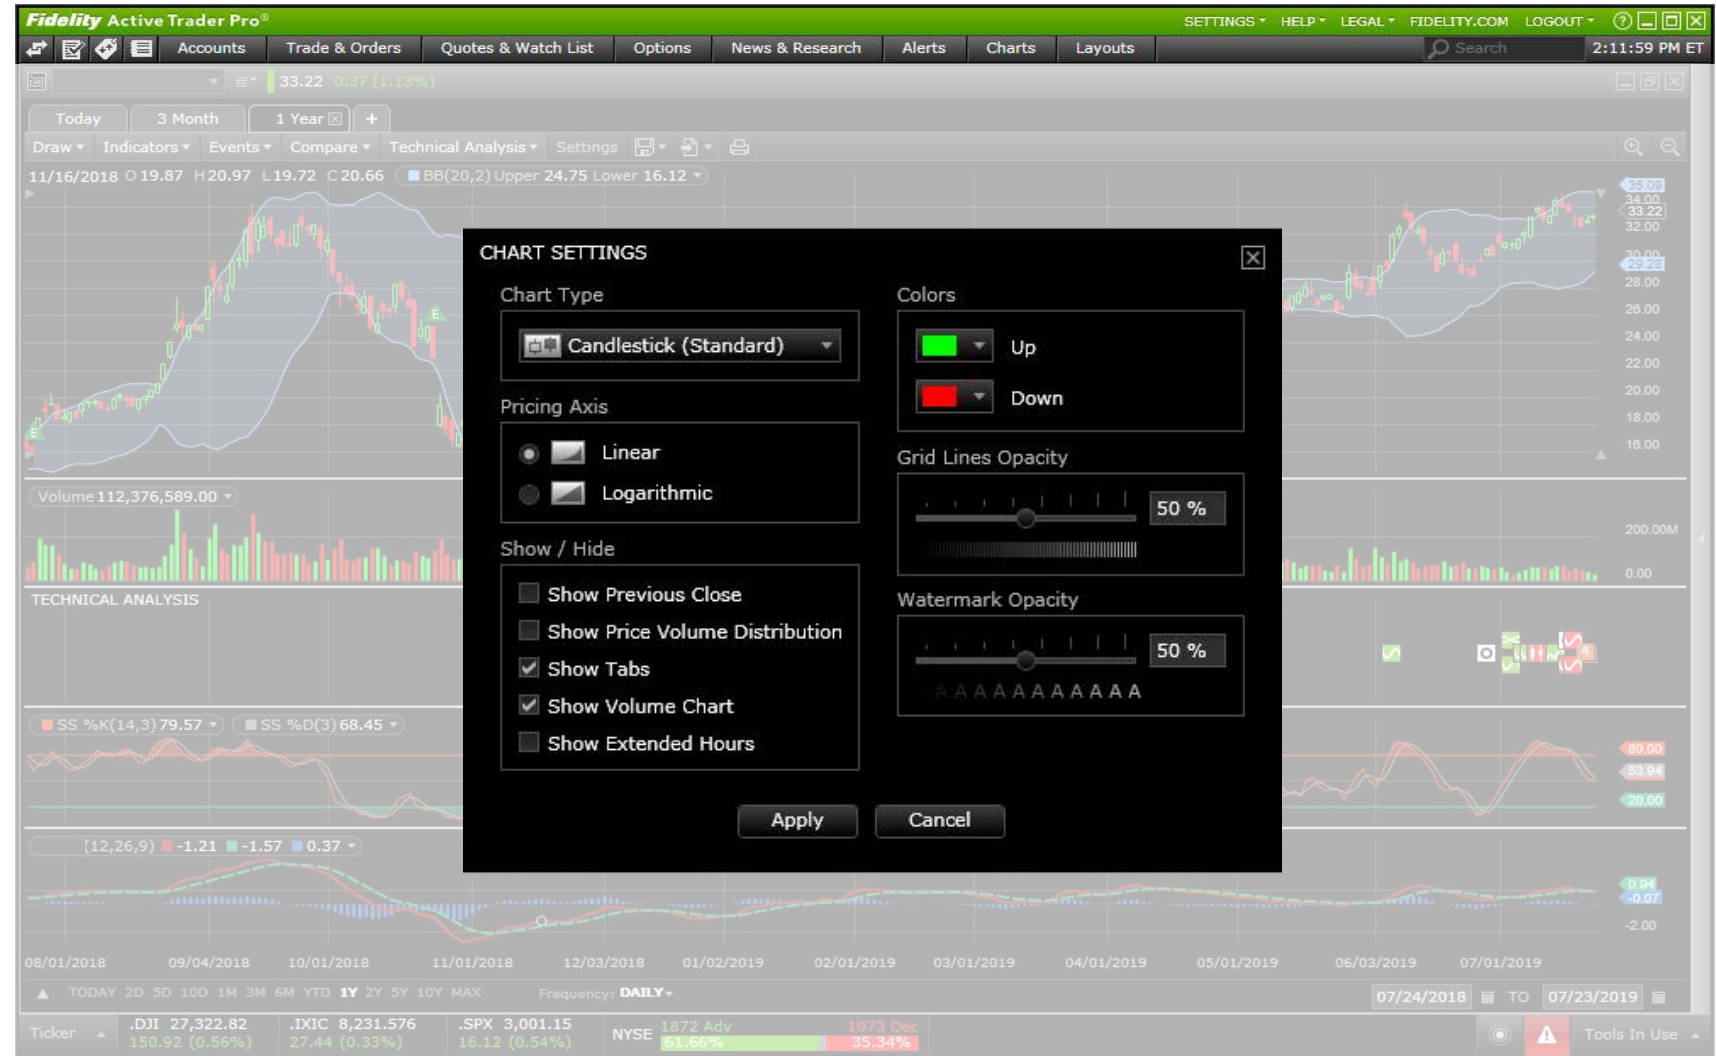 Fidelity Active Trader Pro® SETTINGS HELP LEGAL FIDELITY.COM LOGOUT
Accounts Trade & Orders Quotes & Watch List Options News & Research Alerts Charts Layouts Search 2:11:59 PM ET
33.22 0.37 (1.13%)
Today 3 Month 1 Year +
Draw Indicators Events Compare Technical Analysis Settings
11/16/2018 O 19.87 H 20.97 L 19.72 C 20.66 BB(20,2) Upper 24.75 Lower 16.12
35.09
34.00
33.22
32.00
30.00
29.28
28.00
26.00
24.00
22.00
20.00
18.00
16.00
E
E
CHART SETTINGS
Chart Type
Candlestick (Standard)
Pricing Axis
Linear
Logarithmic
Show / Hide
Show Previous Close
Show Price Volume Distribution
Show Tabs
Show Volume Chart
Show Extended Hours
Colors
Up
Down
Grid Lines Opacity
50 %
Watermark Opacity
50 %
A A A A A A A A A A A
Apply Cancel
Volume 112,376,589.00
200.00M
0.00
TECHNICAL ANALYSIS
4
SS %K(14,3) 79.57 SS %D(3) 68.45
80.00
53.94
20.00
(12,26,9) -1.21 -1.57 0.37
0.94
-0.07
-2.00
08/01/2018 09/04/2018 10/01/2018 11/01/2018 12/03/2018 01/02/2019 02/01/2019 03/01/2019 04/01/2019 05/01/2019 06/03/2019 07/01/2019
TODAY 2D 5D 10D 1M 3M 6M YTD 1Y 2Y 5Y 10Y MAX Frequency: DAILY 07/24/2018 TO 07/23/2019
Ticker .DJI 27,322.82 .IXIC 8,231.576 .SPX 3,001.15 NYSE 1872 Adv 1073 Dec Tools In Use
150.92 (0.56%) 27.44 (0.33%) 16.12 (0.54%) 61.66% 35.34%